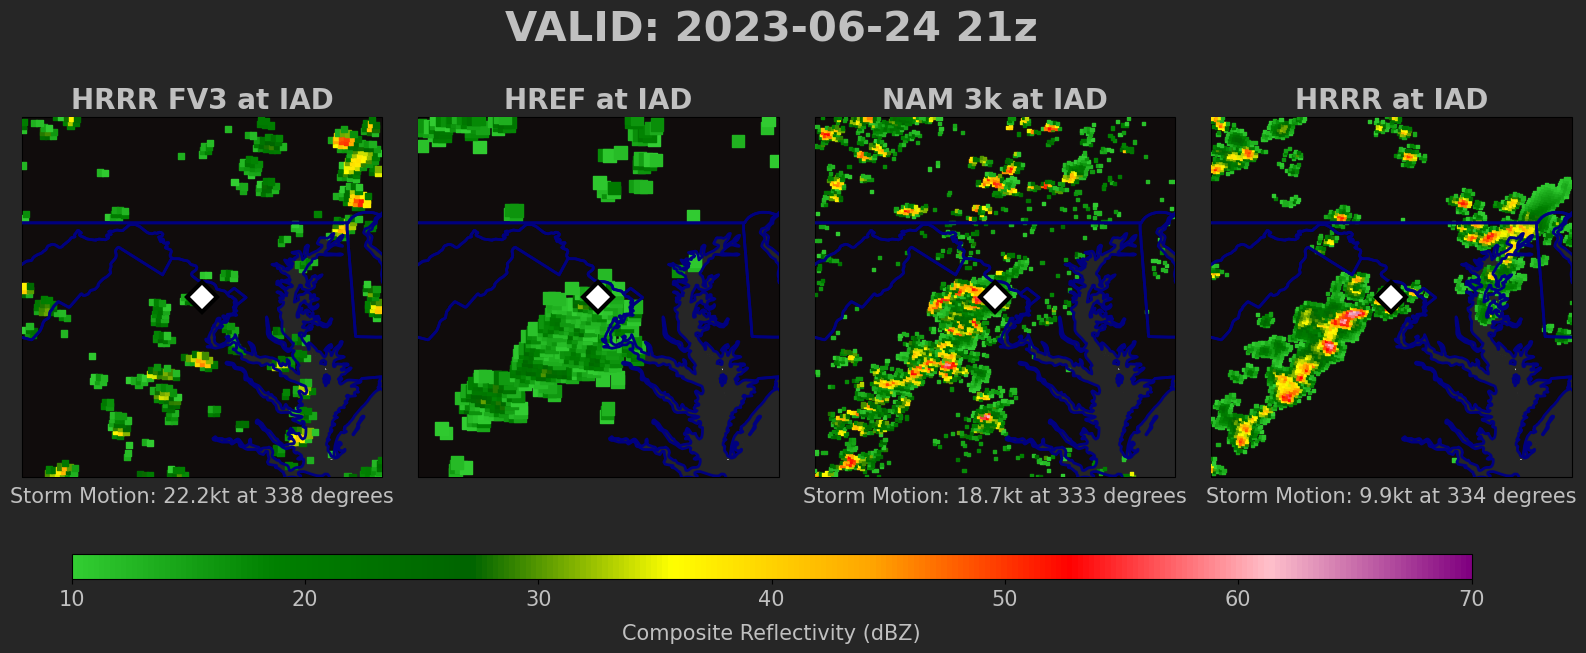 VALID: 2023-06-24 21z
HRRR FV3 at IAD
HREF at IAD
NAM 3k at IAD
HRRR at IAD
Storm Motion: 22.2kt at 338 degrees
Storm Motion: 18.7kt at 333 degrees
Storm Motion: 9.9kt at 334 degrees
10 20 30 40 50 60 70
Composite Reflectivity (dBZ)